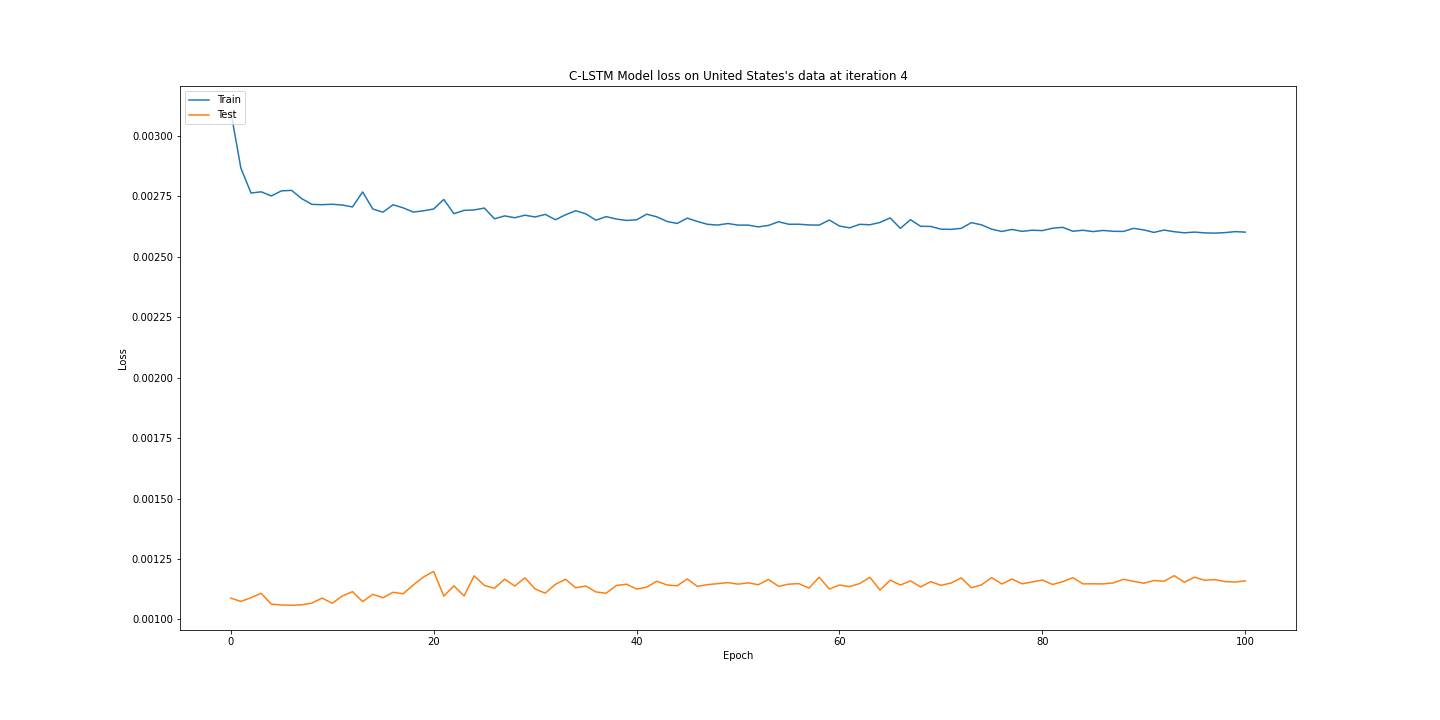 C-LSTM Model loss on United States's data at iteration 4
Train
Test
0.00300
0.00275
0.00250
0.00225
0.00200
0.00175
0.00150
0.00125
0.00100
Loss
0 20 40 60 80 100
Epoch